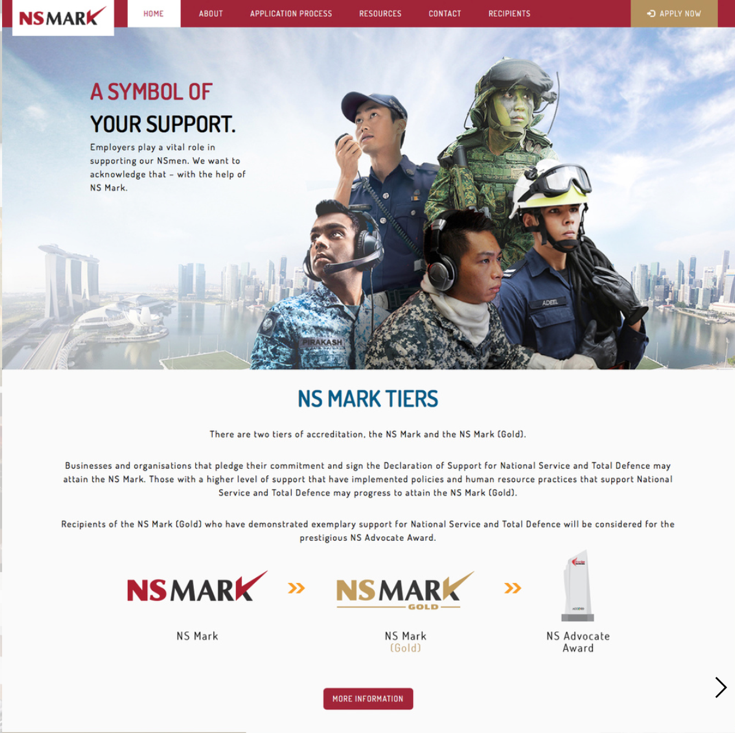 NSMARK
HOME
ABOUT
APPLICATION PROCESS
RESOURCES
CONTACT
RECIPIENTS
APPLY NOW
A SYMBOL OF
YOUR SUPPORT.
Employers play a vital role in
supporting our NSmen. We want to
acknowledge that – with the help of
NS Mark.
ADEEL
PIRAKASH
NS MARK TIERS
There are two tiers of accreditation, the NS Mark and the NS Mark (Gold).
Businesses and organisations that pledge their commitment and sign the Declaration of Support for National Service and Total Defence may
attain the NS Mark. Those with a higher level of support that have implemented policies and human resource practices that support National
Service and Total Defence may progress to attain the NS Mark (Gold).
Recipients of the NS Mark (Gold) who have demonstrated exemplary support for National Service and Total Defence will be considered for the
prestigious NS Advocate Award.
NSMARK
NSMARK
GOLD
NS Mark
NS Mark
(Gold)
NS Advocate
Award
MORE INFORMATION